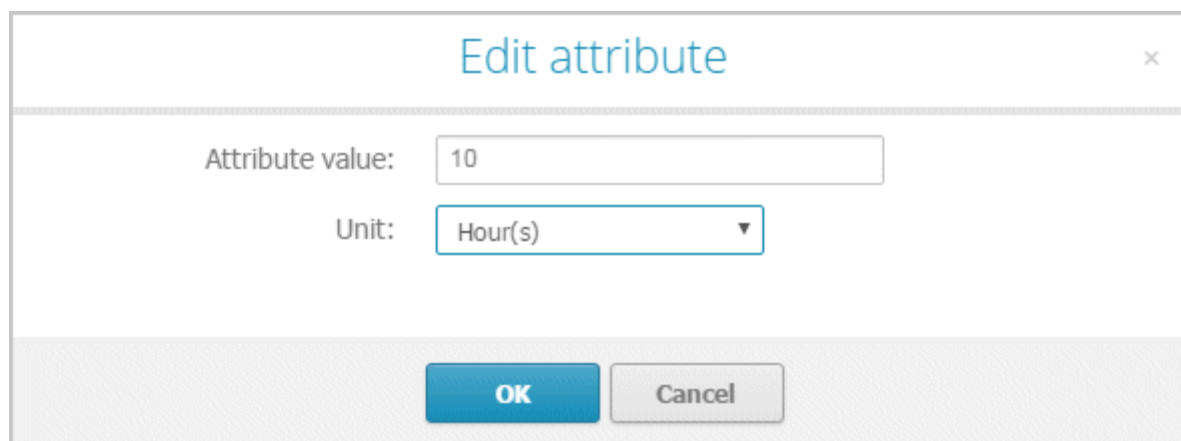 Edit attribute
×
Attribute value: 10
Unit: Hour(s)
OK Cancel